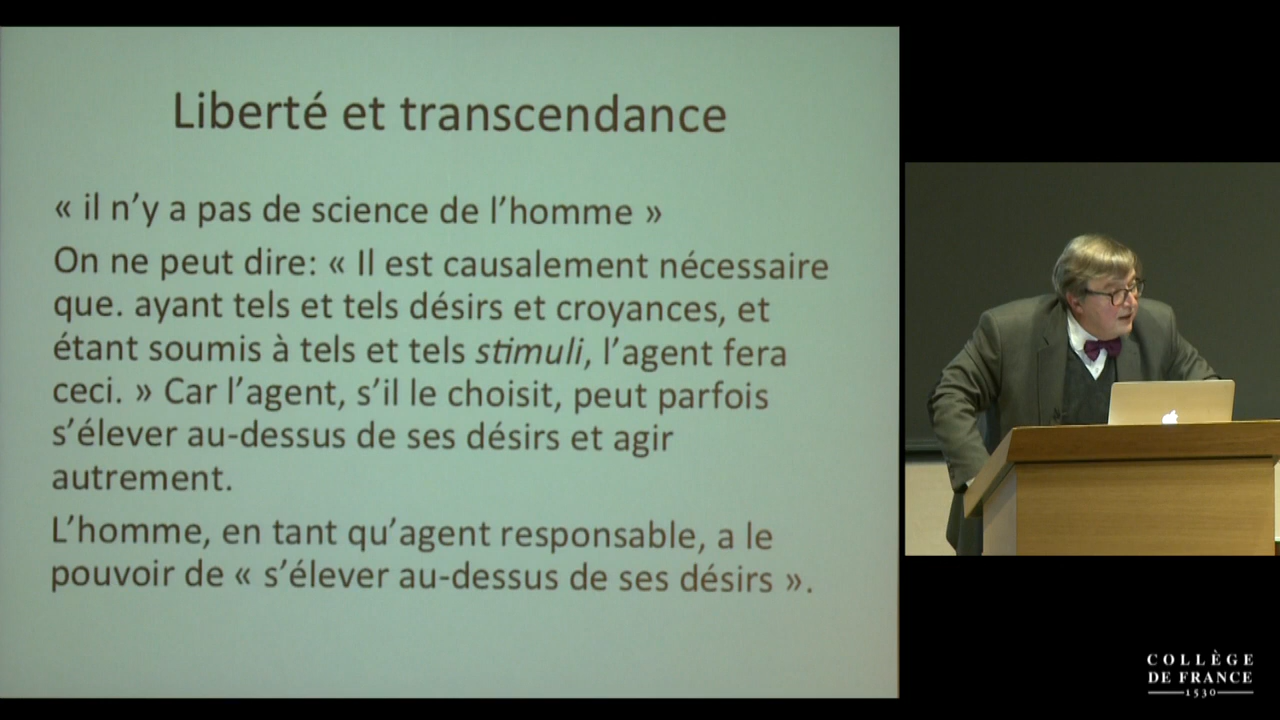 Liberté et transcendance
« il n’y a pas de science de l’homme »
On ne peut dire: « Il est causalement nécessaire
que. ayant tels et tels désirs et croyances, et
étant soumis à tels et tels stimuli, l’agent fera
ceci. » Car l’agent, s’il le choisit, peut parfois
s’élever au-dessus de ses désirs et agir
autrement.
L’homme, en tant qu’agent responsable, a le
pouvoir de « s’élever au-dessus de ses désirs ».
COLLÈGE
DE FRANCE
1530